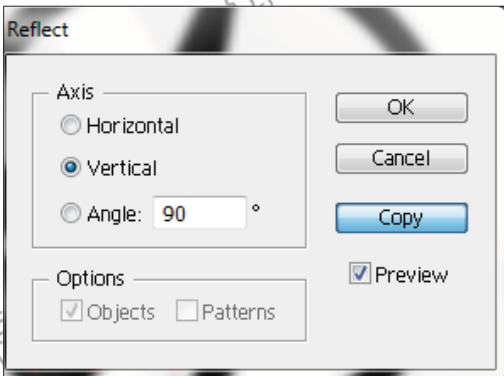 Reflect
Axis
Horizontal
Vertical
Angle: 90 °
Options
Objects Patterns
OK
Cancel
Copy
Preview